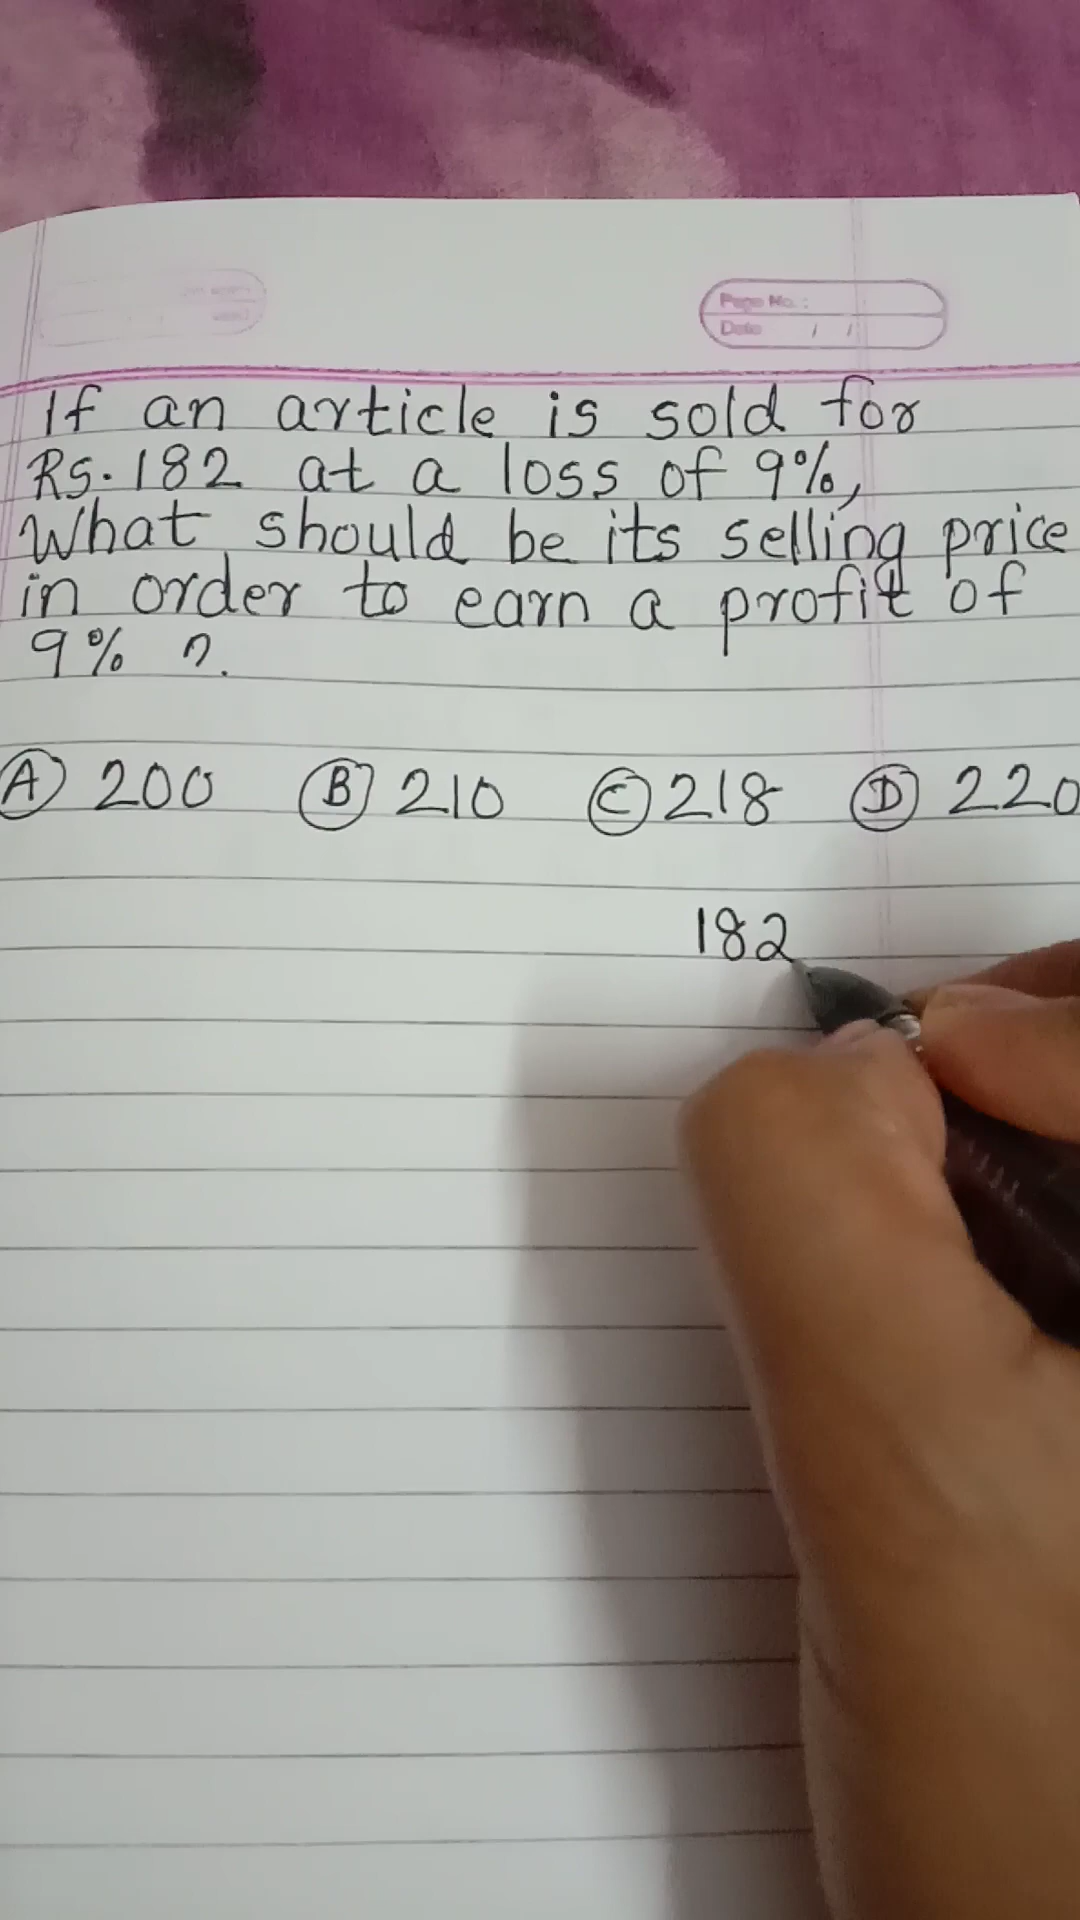 Page No. :
Date / /
If an article is sold for
Rs. 182 at a loss of 9%,
What should be its selling price
in order to earn a profit of
9% ?.
(A) 200 (B) 210 (C) 218 (D) 220
182